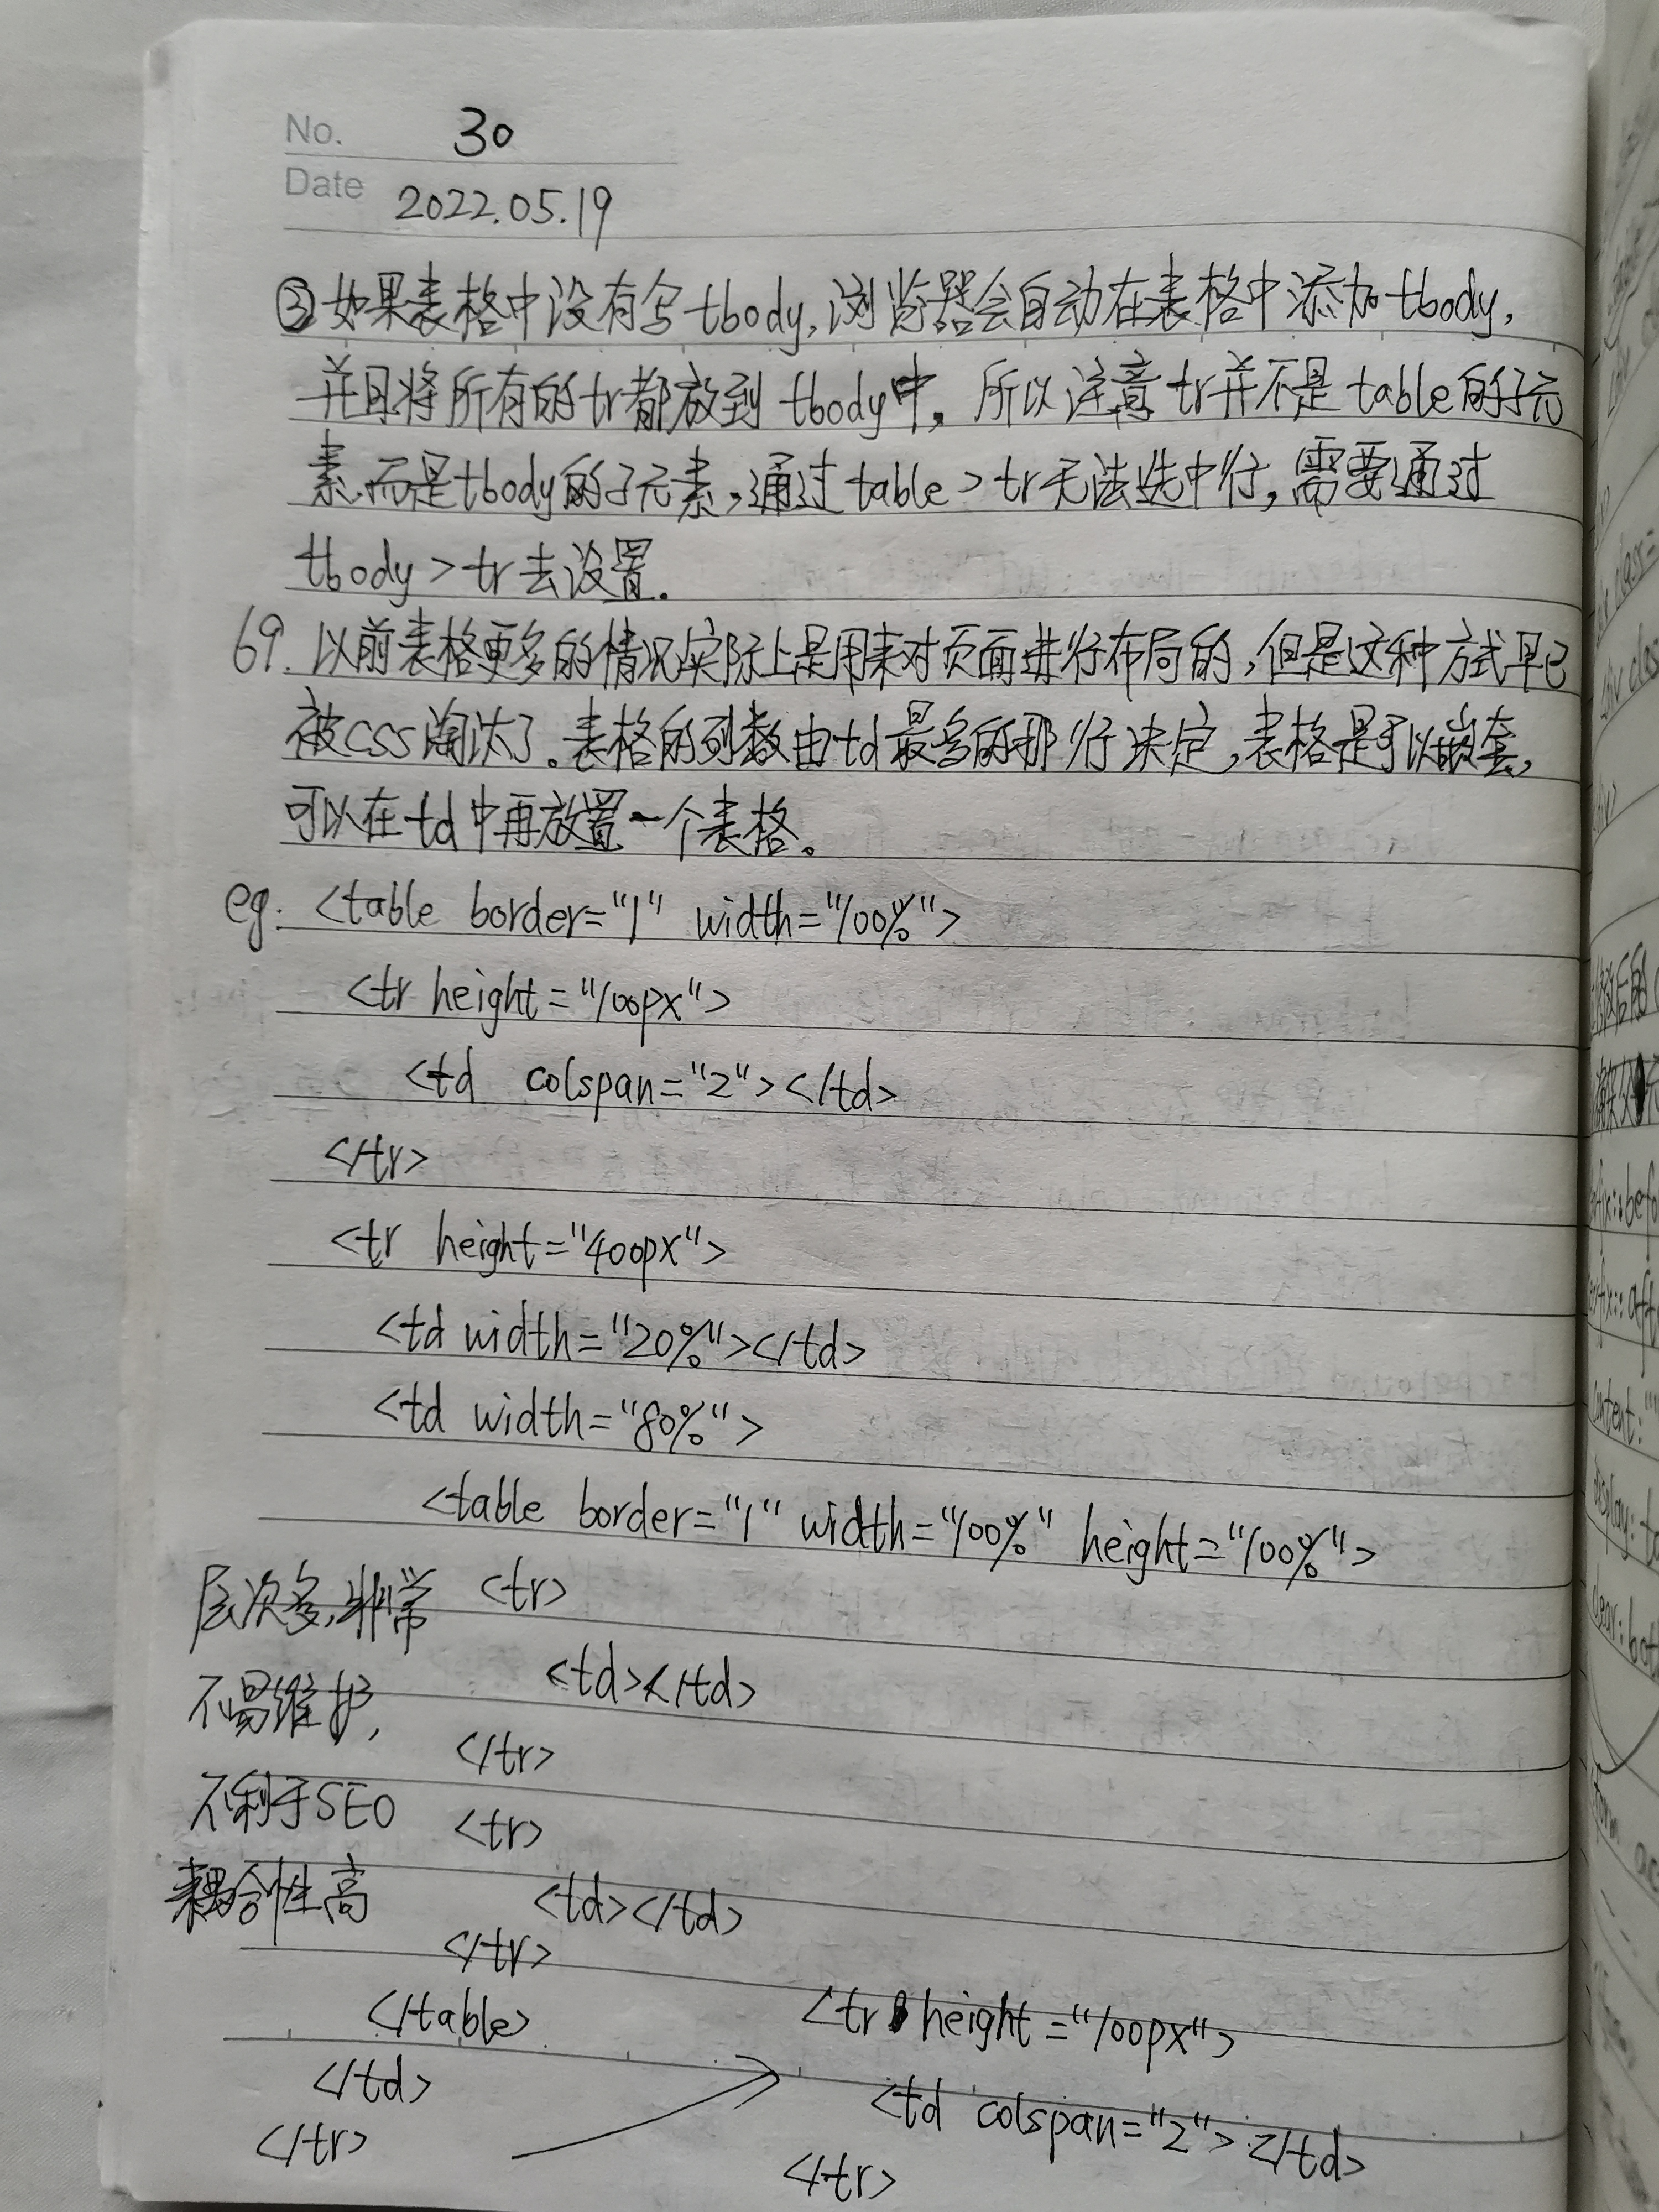 No. 30
Date 2022.05.19
③如果表格中没有写tbody,浏览器会自动在表格中添加tbody,
并且将所有的tr都放到tbody中,所以注意tr并不是table的子元
素,而是tbody的子元素,通过table>tr无法选中行,需要通过
tbody>tr去设置.
69.以前表格更多的情况实际上是用来对页面进行布局的,但是这种方式早已
被css淘汰了。表格的列数由td最多的那行决定,表格是可以嵌套,
可以在td中再放置一个表格。
eg: <table border="1" width="100%">
<tr height="100px">
<td colspan="2"></td>
</tr>
<tr height="400px">
<td width="20%"></td>
<td width="80%">
<table border="1" width="100%" height="100%">
层次多,非常 <tr>
不易维护, <td></td>
</tr>
不利于SEO <tr>
耦合性高 <td></td>
</tr>
</table>
</td>
</tr>
<tr height="100px">
<td colspan="2"></td>
</tr>